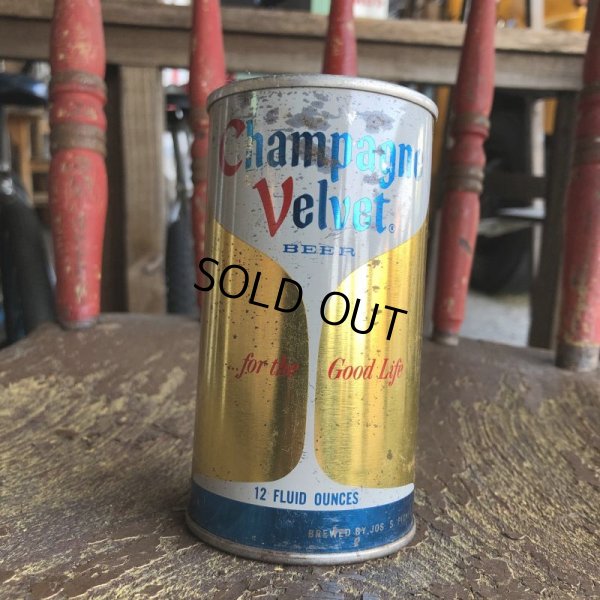 Champagne
Velvet®
BEER
SOLD OUT
...for the Good Life
12 FLUID OUNCES
BREWED BY JOS S